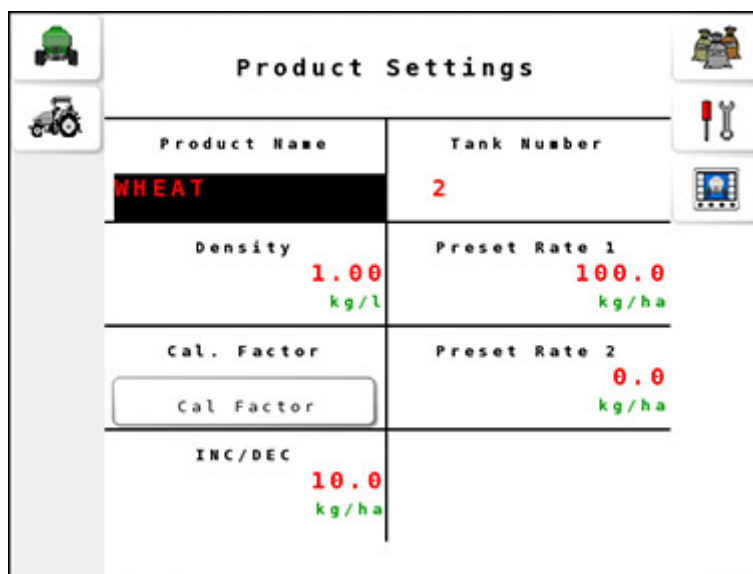 Product Settings
Product Name
Tank Number
WHEAT
2
Density
Preset Rate 1
1.00
100.0
kg/l
kg/ha
Cal. Factor
Preset Rate 2
0.0
Cal Factor
kg/ha
INC/DEC
10.0
kg/ha